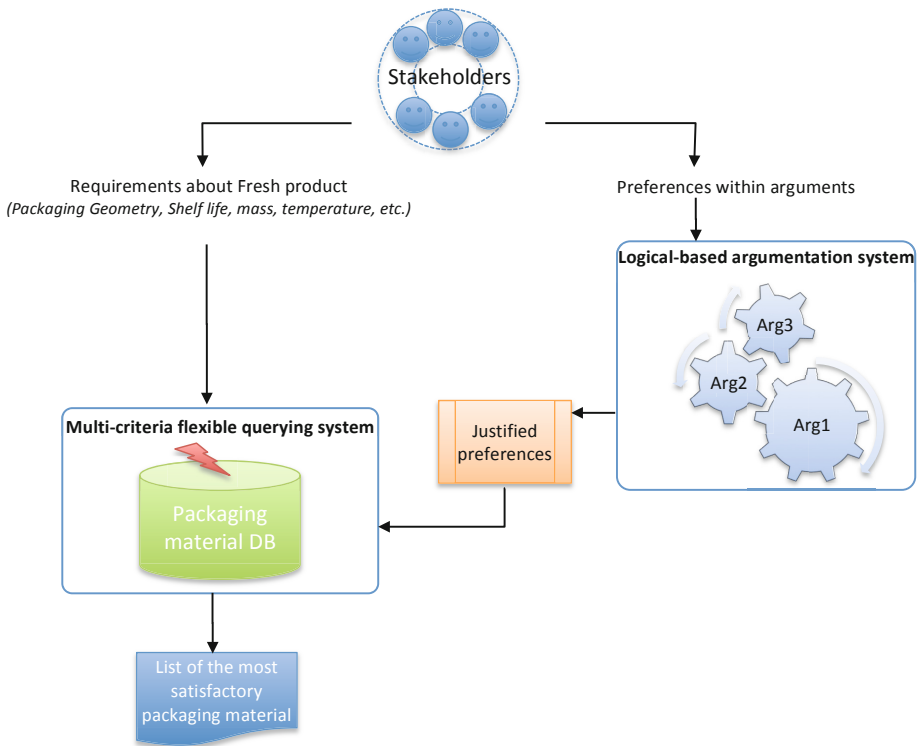 Stakeholders
Requirements about Fresh product
(Packaging Geometry, Shelf life, mass, temperature, etc.)
Preferences within arguments
Logical-based argumentation system
Arg3
Arg2
Arg1
Multi-criteria flexible querying system
Packaging
material DB
Justified
preferences
List of the most
satisfactory
packaging material